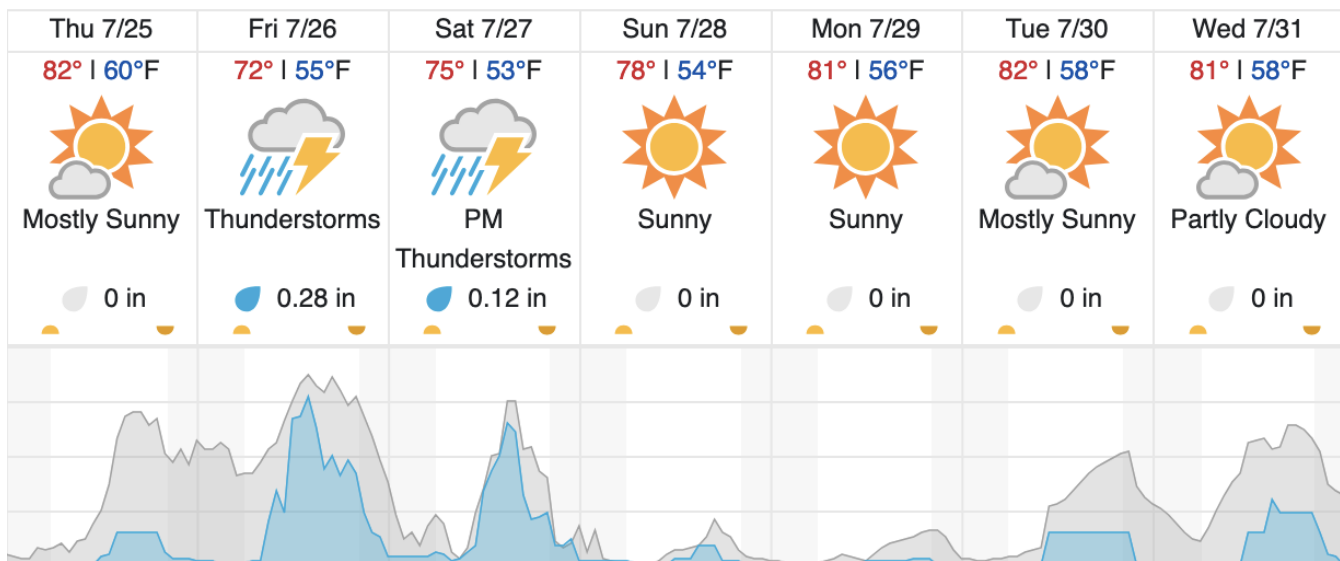 Thu 7/25 Fri 7/26 Sat 7/27 Sun 7/28 Mon 7/29 Tue 7/30 Wed 7/31
82° | 60°F 72° | 55°F 75° | 53°F 78° | 54°F 81° | 56°F 82° | 58°F 81° | 58°F
Mostly Sunny Thunderstorms PM Sunny Sunny Mostly Sunny Partly Cloudy
Thunderstorms
0 in 0.28 in 0.12 in 0 in 0 in 0 in 0 in